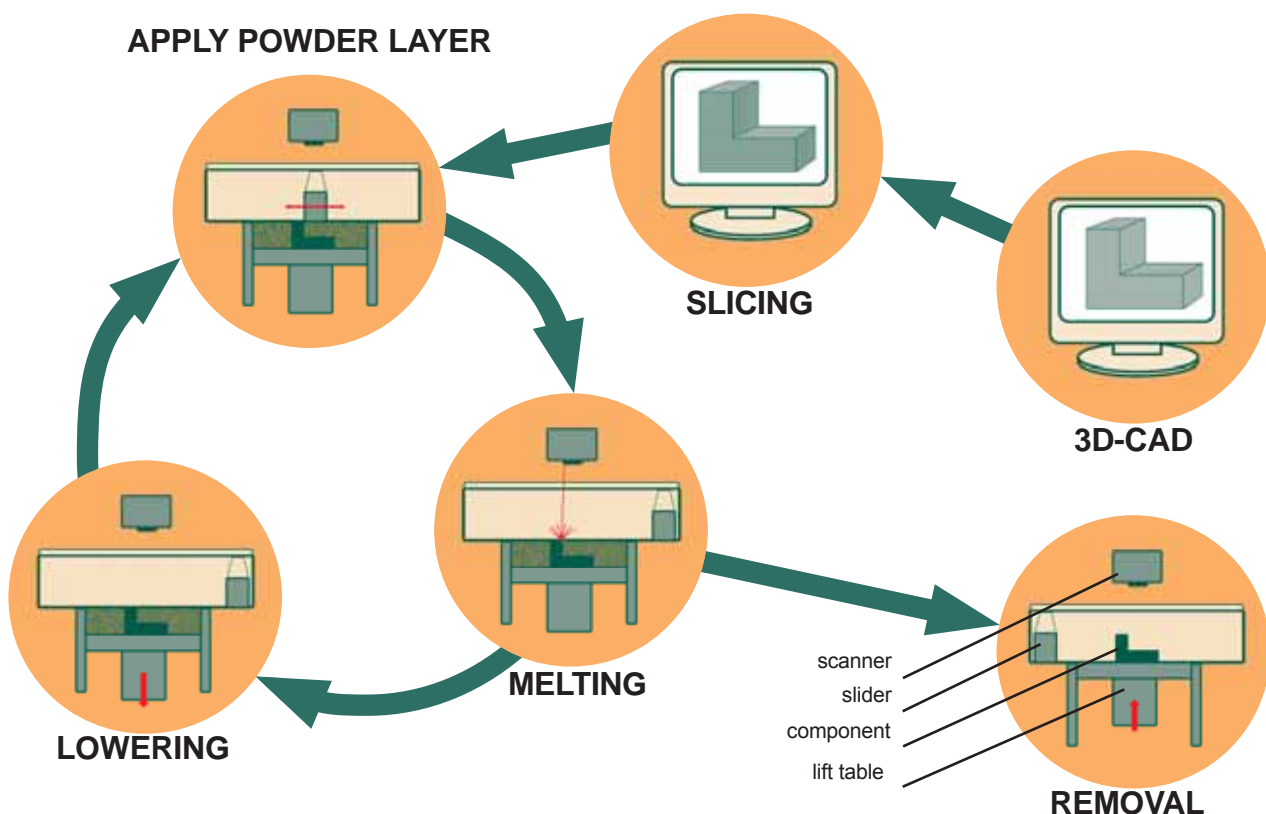 APPLY POWDER LAYER
SLICING
3D-CAD
MELTING
LOWERING
scanner
slider
component
lift table
REMOVAL